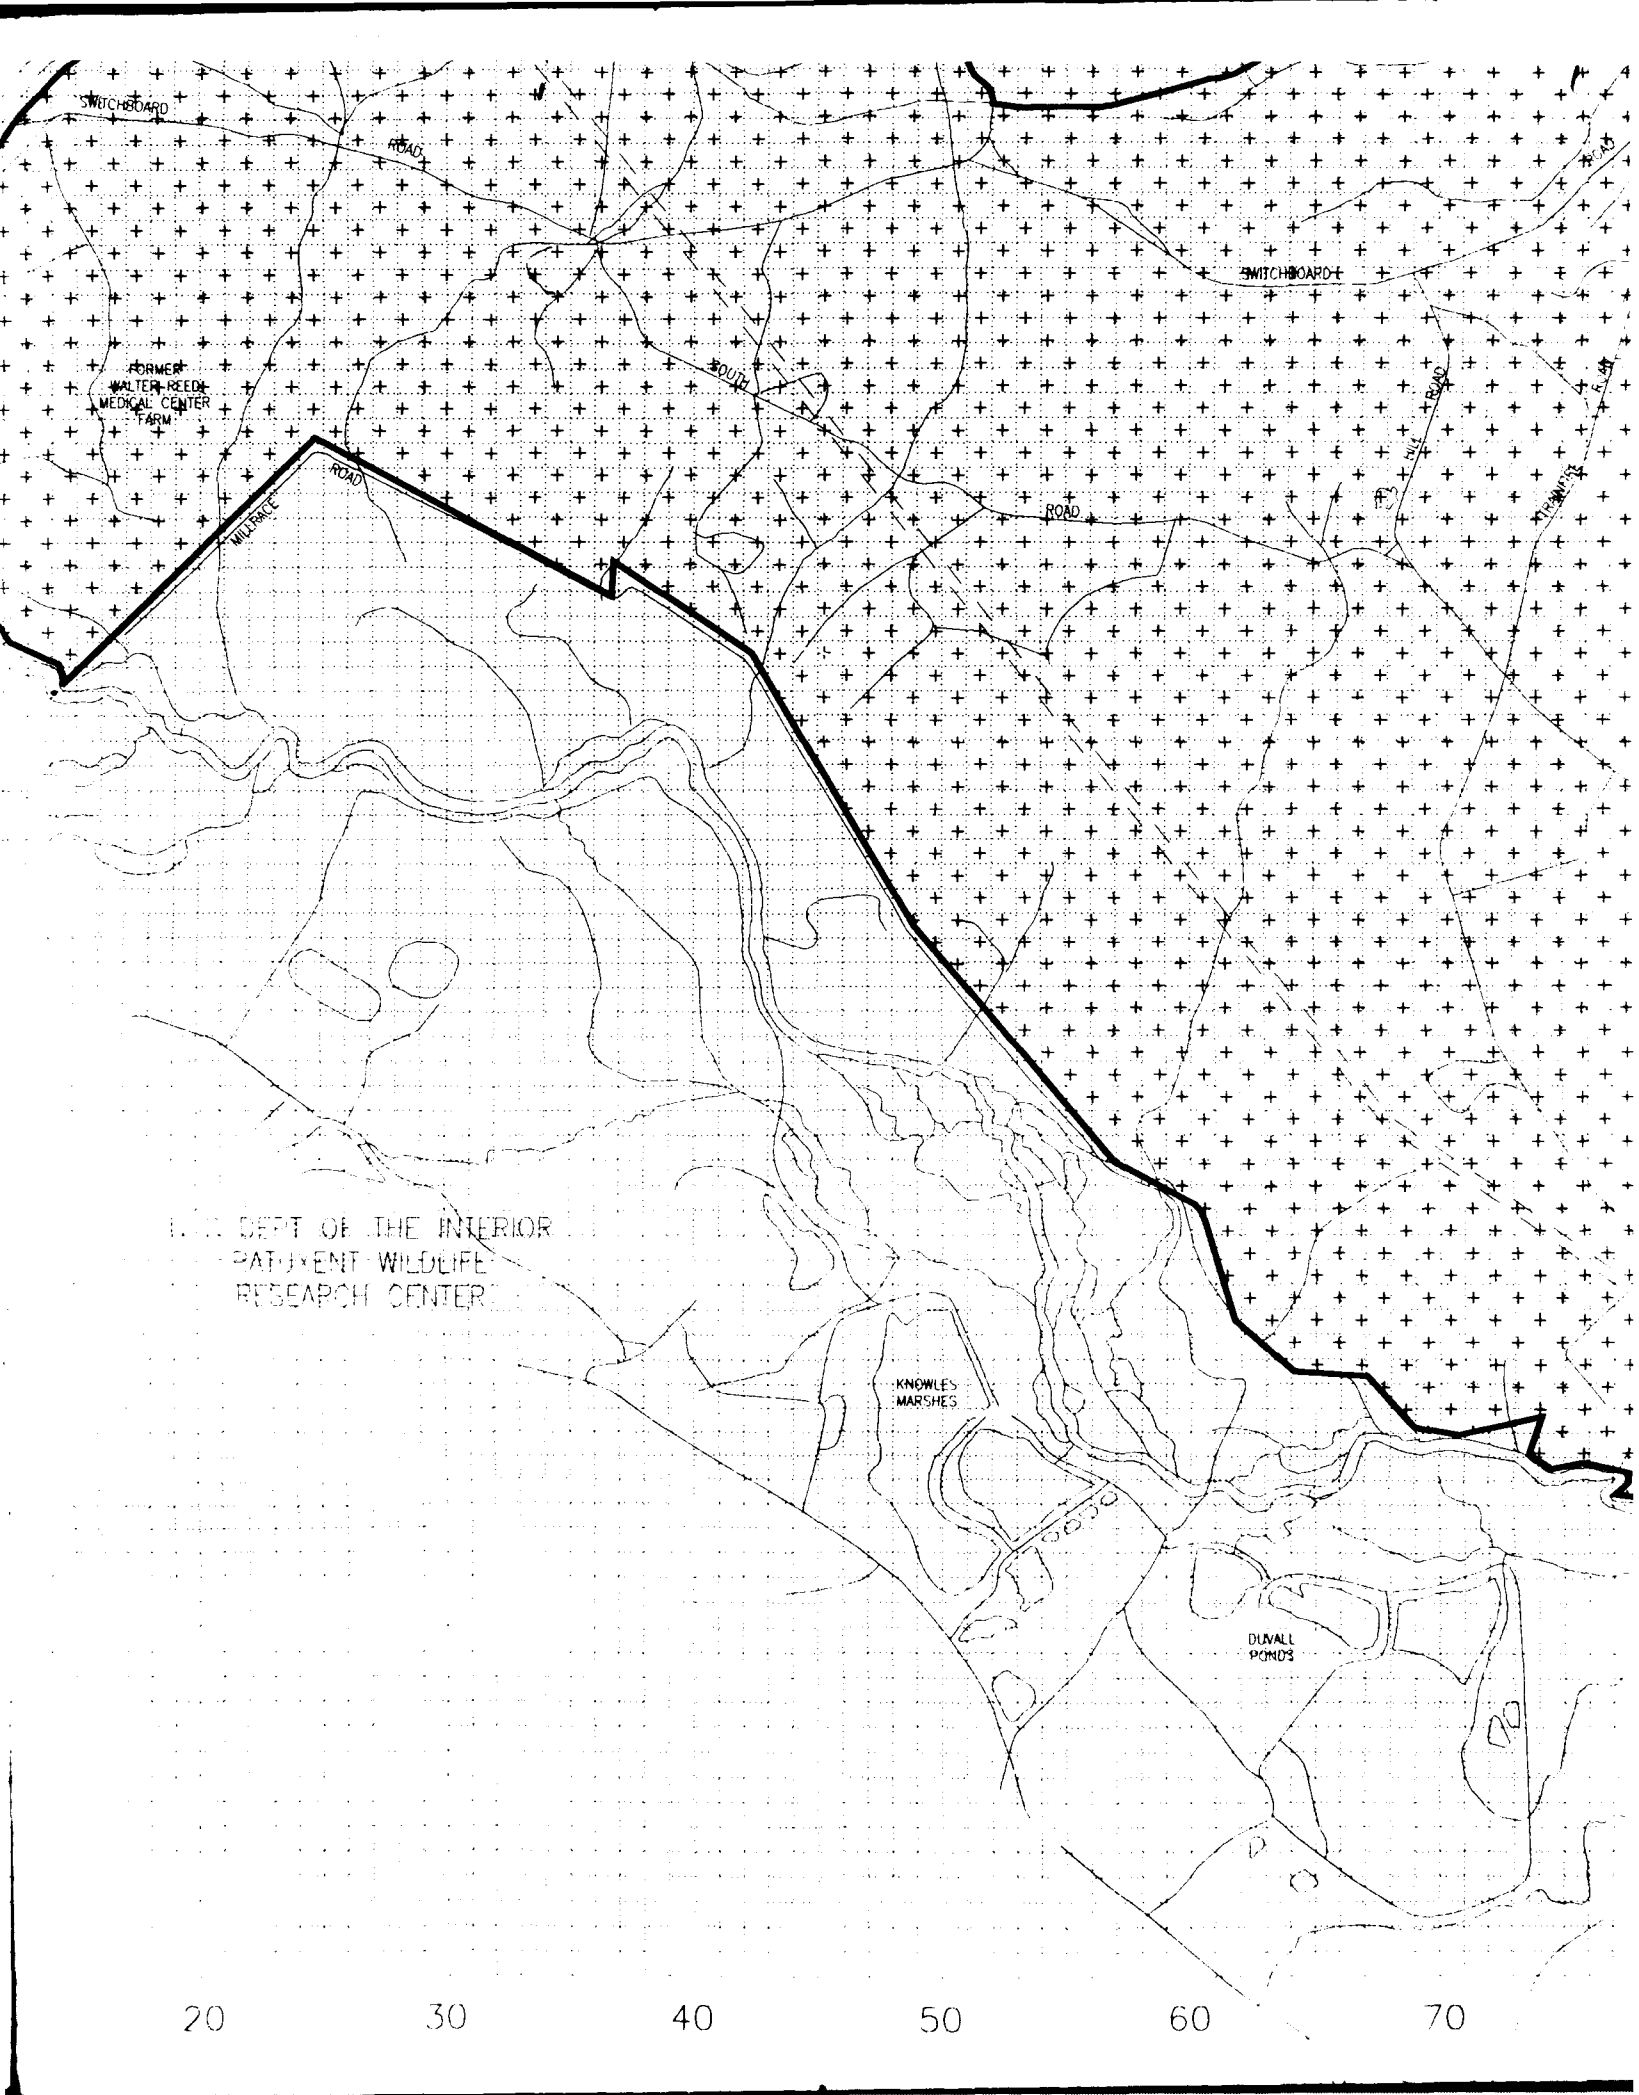 SWITCHBOARD
ROAD
ROAD
SWITCHBOARD
FORMER
WALTER REED
MEDICAL CENTER
FARM
SOUTH
ROAD
HILL
MILLRACE
ROAD
ROAD
DEPT OF THE INTERIOR
PATUXENT WILDLIFE
RESEARCH CENTER
KNOWLES
MARSHES
DUVALL
PONDS
20 30 40 50 60 70